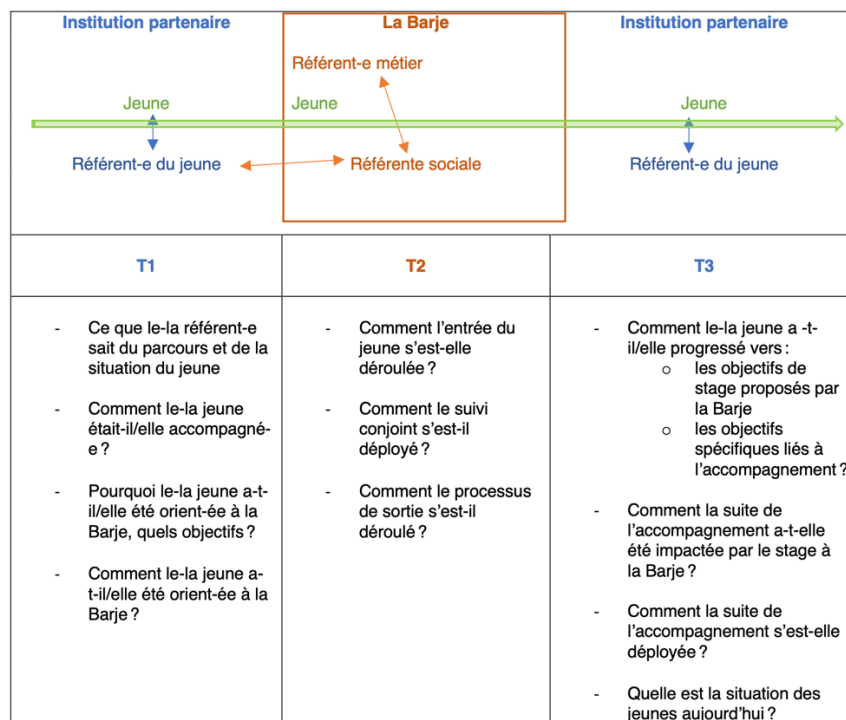 Institution partenaire
La Barje
Institution partenaire
Référent-e métier
Jeune
Jeune
Jeune
Référent-e du jeune
Référente sociale
Référent-e du jeune
T1
T2
T3
- Ce que le-la référent-e
sait du parcours et de la
situation du jeune
- Comment le-la jeune
était-il/elle accompagné-
e ?
- Pourquoi le-la jeune a-t-
il/elle été orient-ée à la
Barje, quels objectifs ?
- Comment le-la jeune a-
t-il/elle été orient-ée à la
Barje ?
- Comment l'entrée du
jeune s'est-elle
déroulée ?
- Comment le suivi
conjoint s'est-il
déployé ?
- Comment le processus
de sortie s'est-il
déroulé ?
- Comment le-la jeune a -t-
il/elle progressé vers :
o les objectifs de
stage proposés par
la Barje
o les objectifs
spécifiques liés à
l'accompagnement ?
- Comment la suite de
l'accompagnement a-t-elle
été impactée par le stage à
la Barje ?
- Comment la suite de
l'accompagnement s'est-elle
déployée ?
- Quelle est la situation des
jeunes aujourd'hui ?